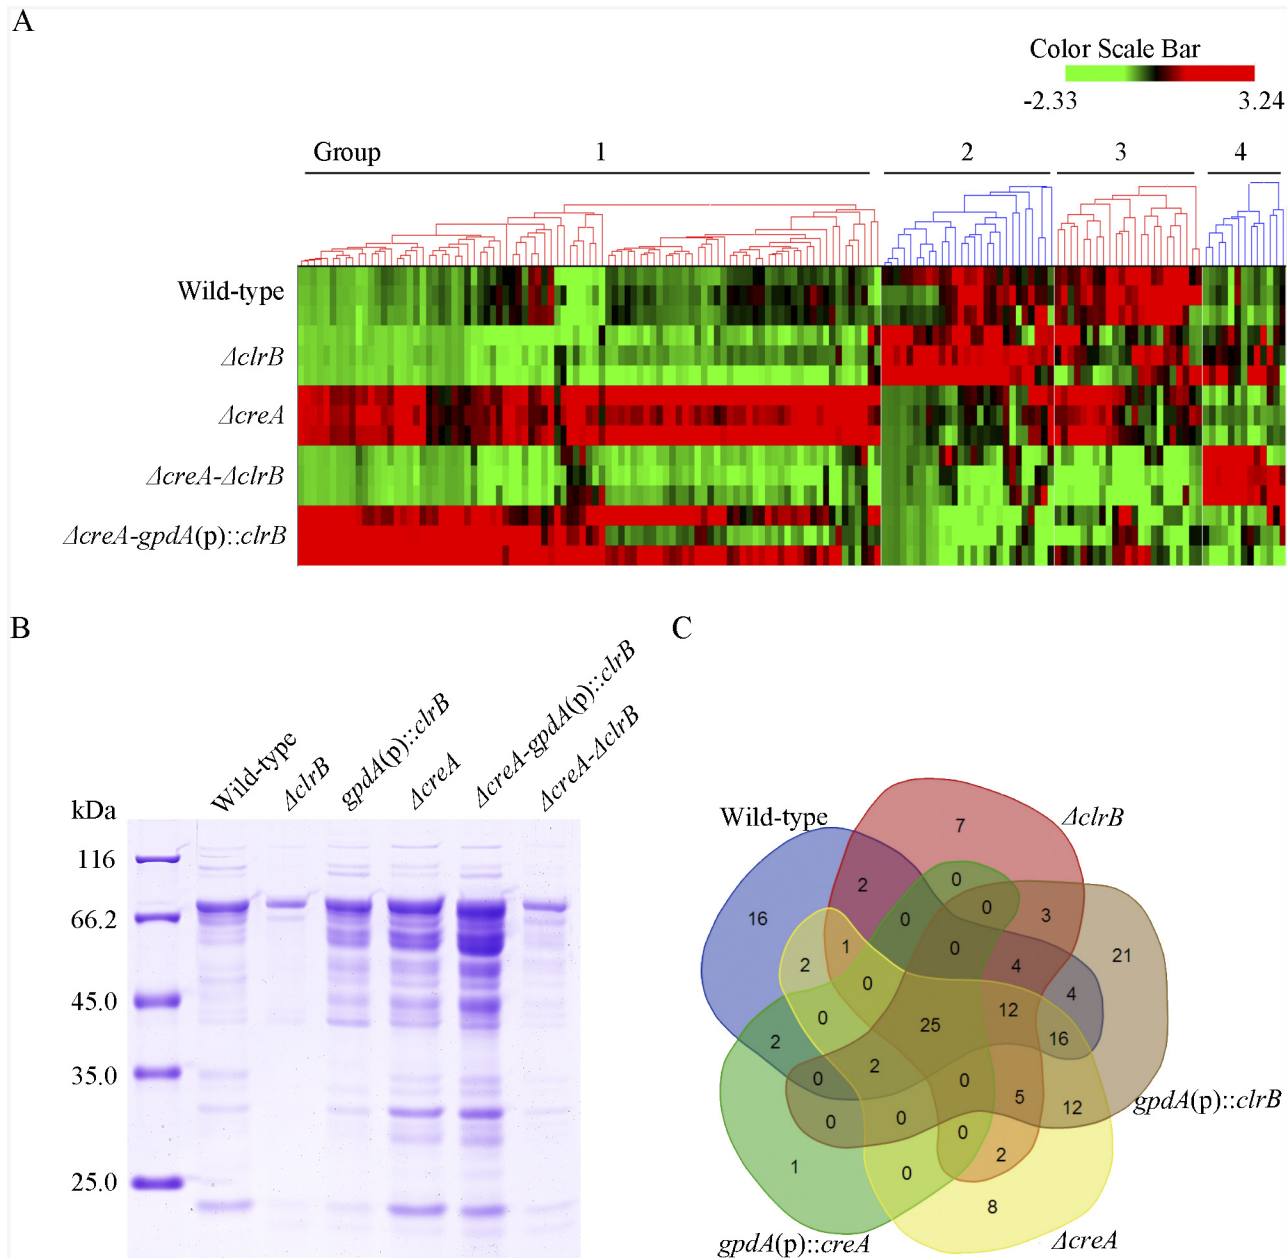 A
Color Scale Bar
-2.33 3.24
Group 1 2 3 4
Wild-type
ΔclrB
ΔcreA
ΔcreA-ΔclrB
ΔcreA-gpdA(p)::clrB
B
kDa
Wild-type
ΔclrB
gpdA(p)::clrB
ΔcreA
ΔcreA-gpdA(p)::clrB
ΔcreA-ΔclrB
116
66.2
45.0
35.0
25.0
C
Wild-type
ΔclrB
7
2
0
0
3
16
0
0
21
1
4
2
0
4
0
25
12
16
2
2
0
0
5
12
gpdA(p)::clrB
0
0
0
1
0
2
8
gpdA(p)::creA
ΔcreA